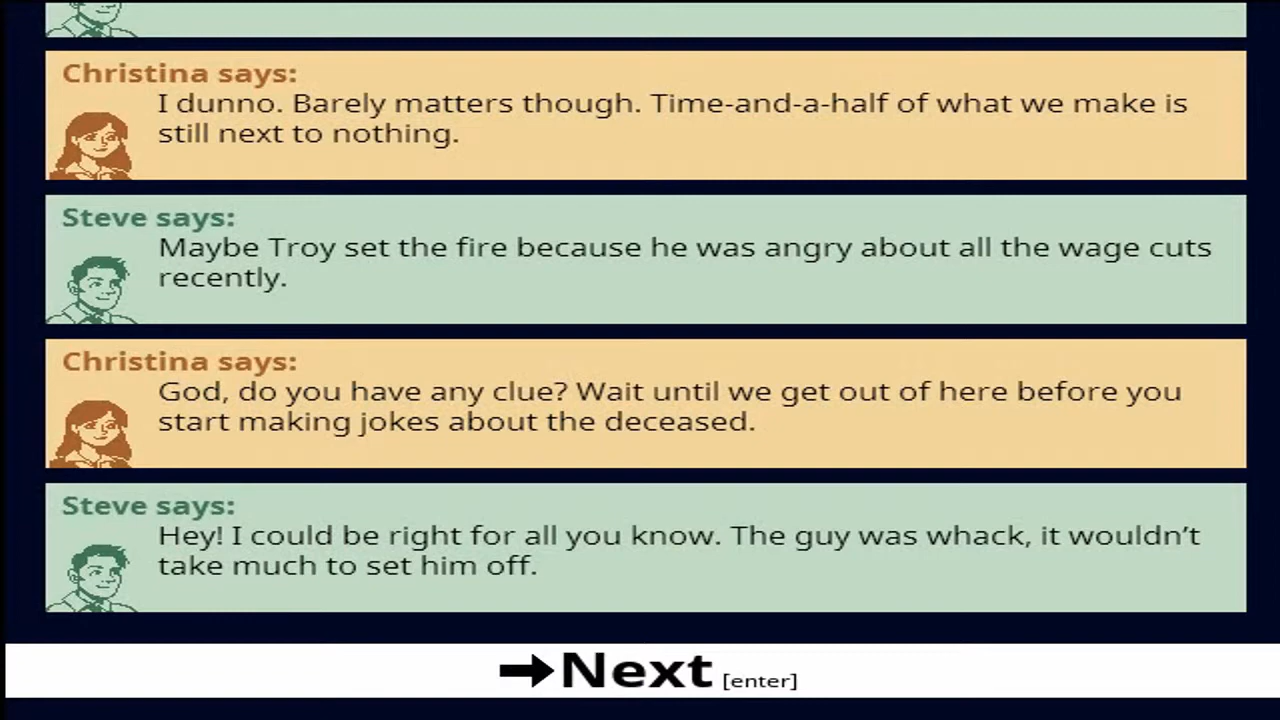 Christina says:
I dunno. Barely matters though. Time-and-a-half of what we make is
still next to nothing.
Steve says:
Maybe Troy set the fire because he was angry about all the wage cuts
recently.
Christina says:
God, do you have any clue? Wait until we get out of here before you
start making jokes about the deceased.
Steve says:
Hey! I could be right for all you know. The guy was whack, it wouldn’t
take much to set him off.
Next [enter]